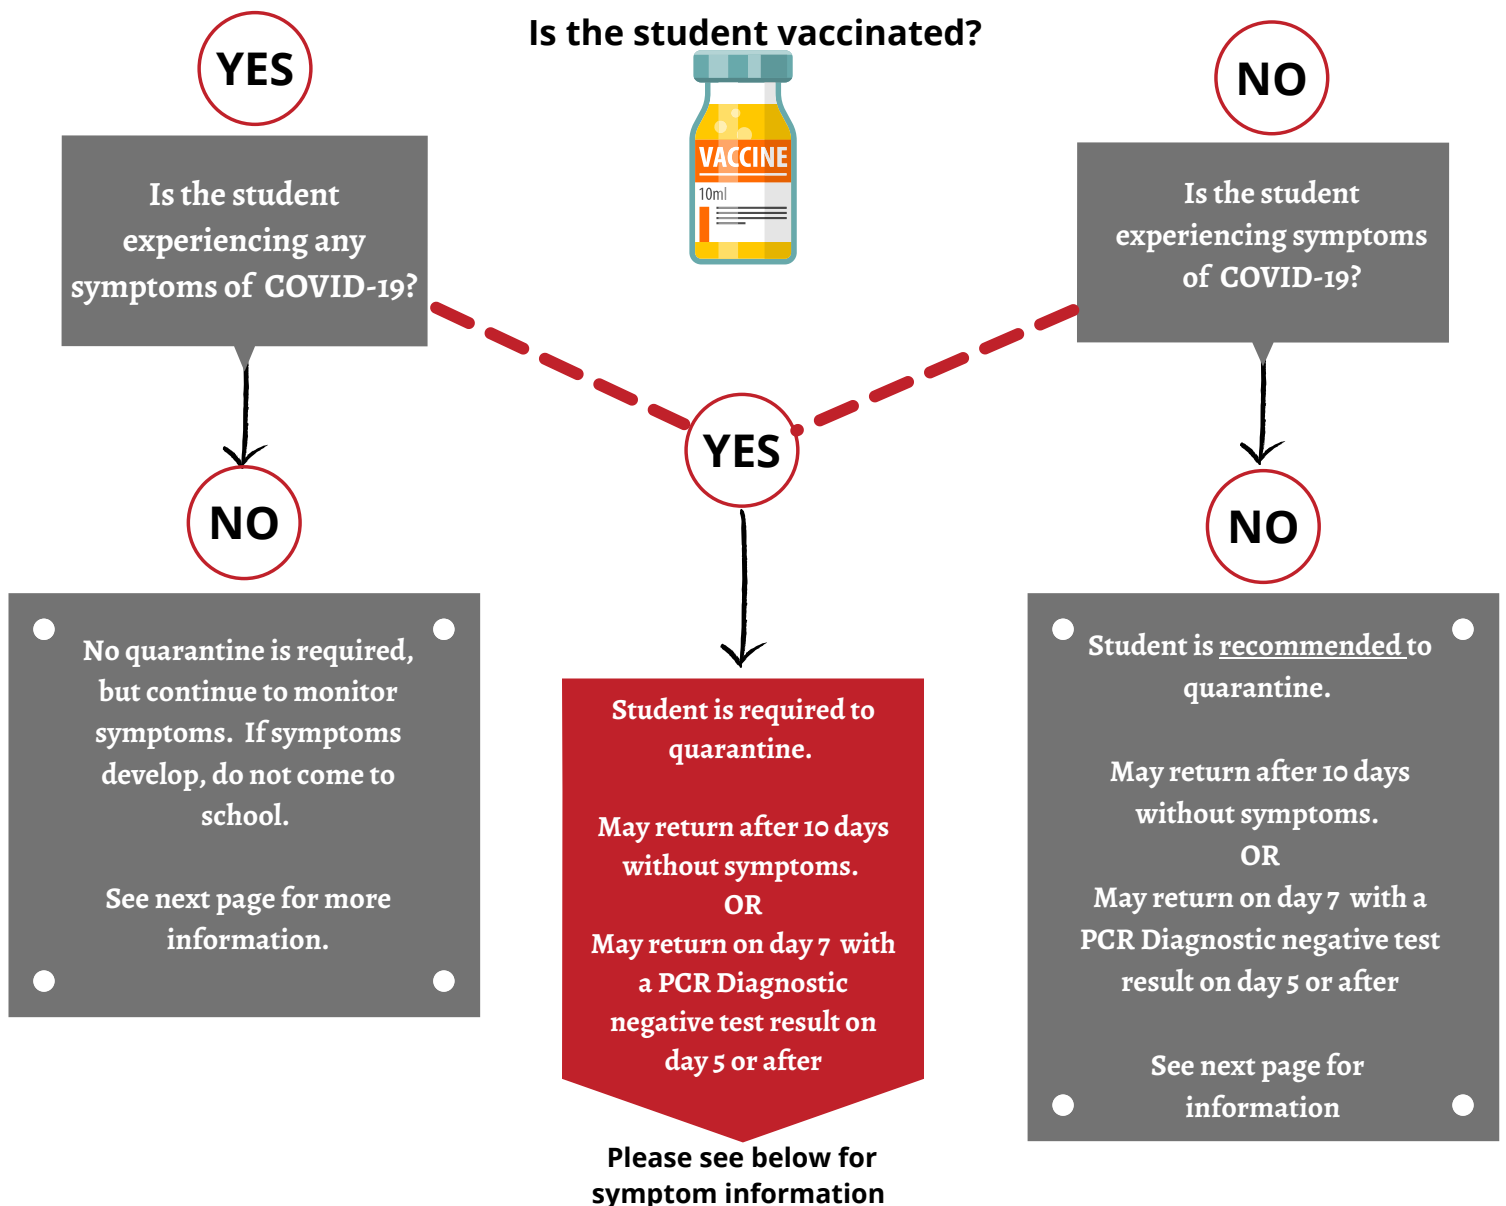 Is the student vaccinated?
YES
NO
VACCINE
10ml
Is the student
experiencing any
symptoms of COVID-19?
Is the student
experiencing symptoms
of COVID-19?
YES
NO
NO
No quarantine is required,
but continue to monitor
symptoms. If symptoms
develop, do not come to
school.
See next page for more
information.
Student is required to
quarantine.
May return after 10 days
without symptoms.
OR
May return on day 7 with
a PCR Diagnostic
negative test result on
day 5 or after
Please see below for
symptom information
Student is recommended to
quarantine.
May return after 10 days
without symptoms.
OR
May return on day 7 with a
PCR Diagnostic negative test
result on day 5 or after
See next page for
information